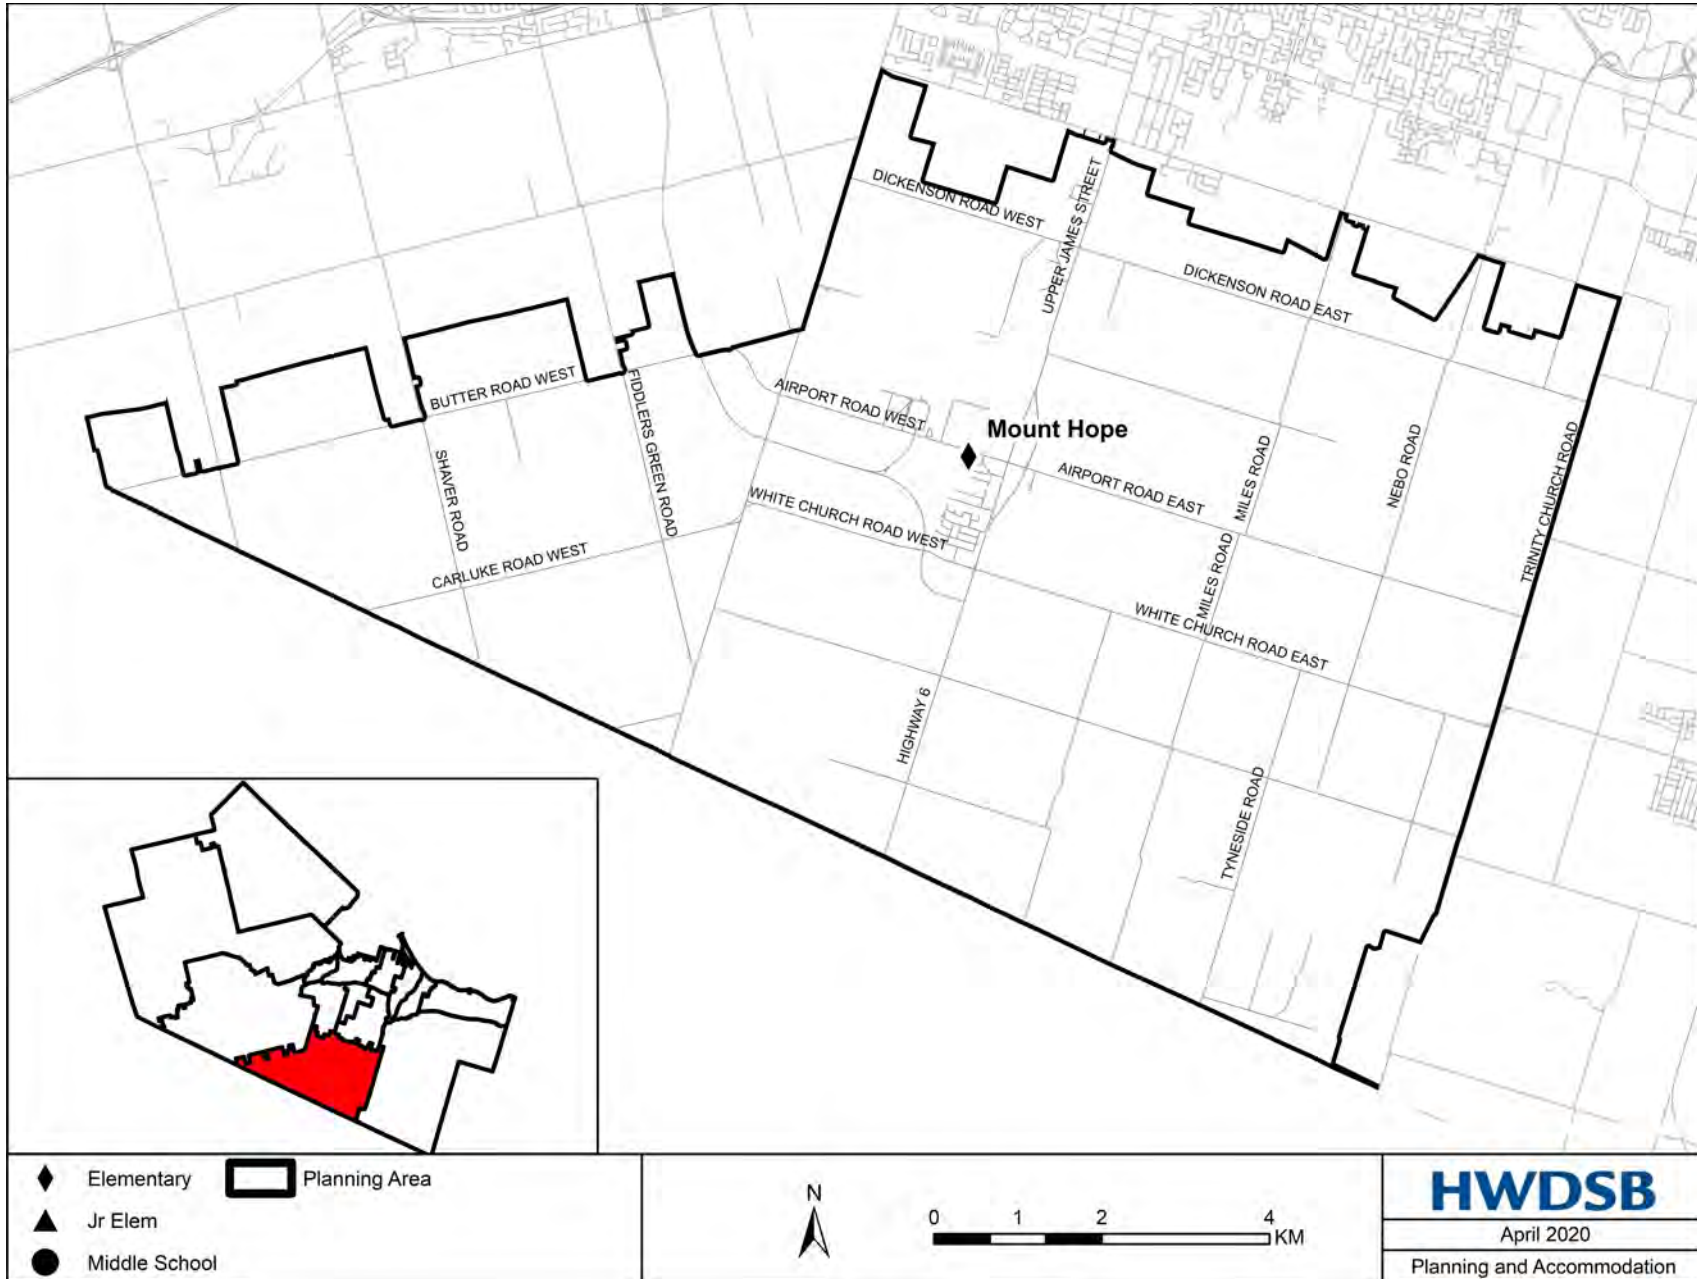 DICKENSON ROAD WEST
UPPER JAMES STREET
DICKENSON ROAD EAST
BUTTER ROAD WEST
FIDDLERS GREEN ROAD
AIRPORT ROAD WEST
Mount Hope
SHAVER ROAD
AIRPORT ROAD EAST
MILES ROAD
NEBO ROAD
TRINITY CHURCH ROAD
WHITE CHURCH ROAD WEST
CARLUKE ROAD WEST
MILES ROAD
WHITE CHURCH ROAD EAST
HIGHWAY 6
TYNESIDE ROAD
Elementary
Planning Area
Jr Elem
Middle School
N
0 1 2 4
KM
HWDSB
April 2020
Planning and Accommodation